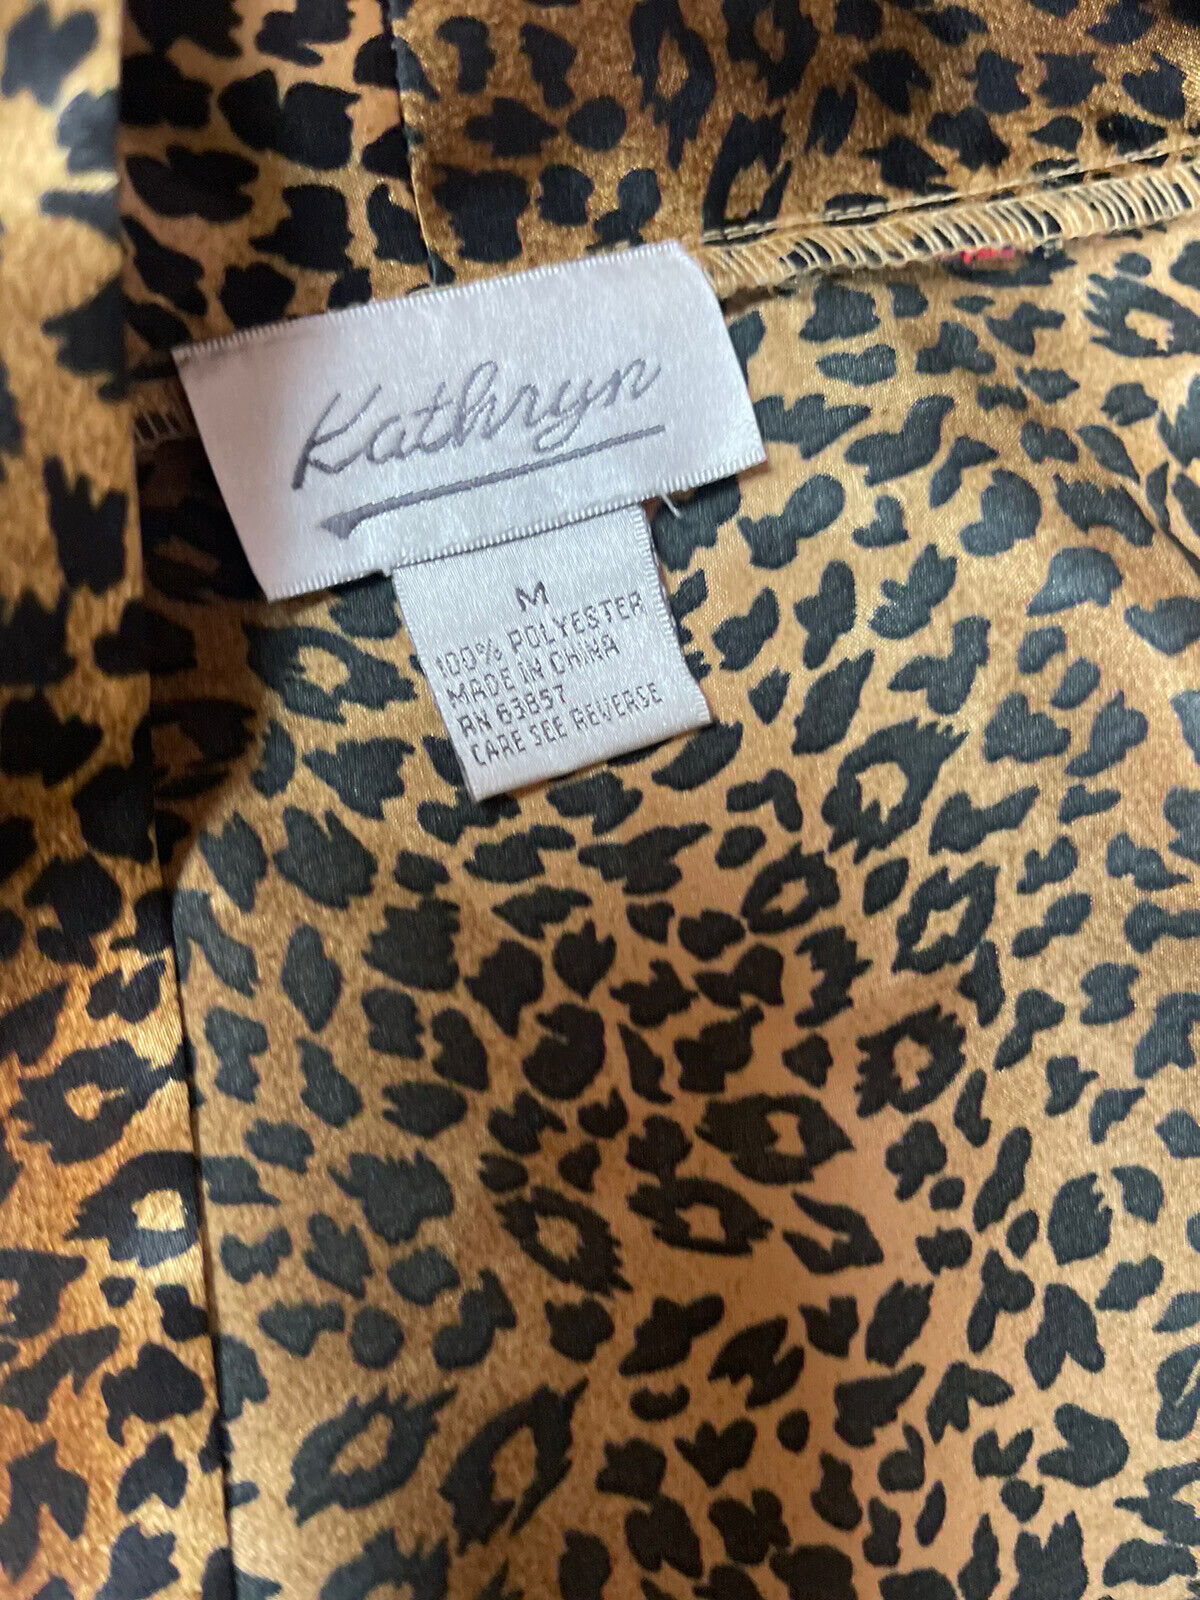 Kathryn
M
100% POLYESTER
MADE IN CHINA
RN 63857
CARE SEE REVERSE